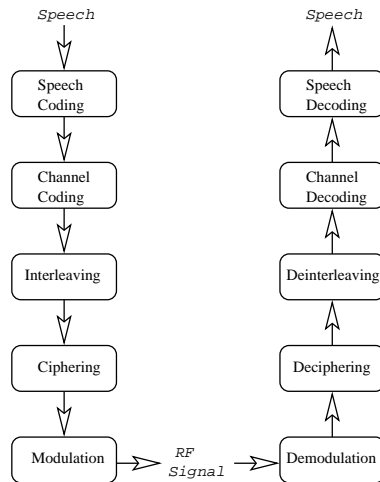 Speech
Speech
Coding
Channel
Coding
Interleaving
Ciphering
Modulation
RF
Signal
Speech
Speech
Decoding
Channel
Decoding
Deinterleaving
Deciphering
Demodulation